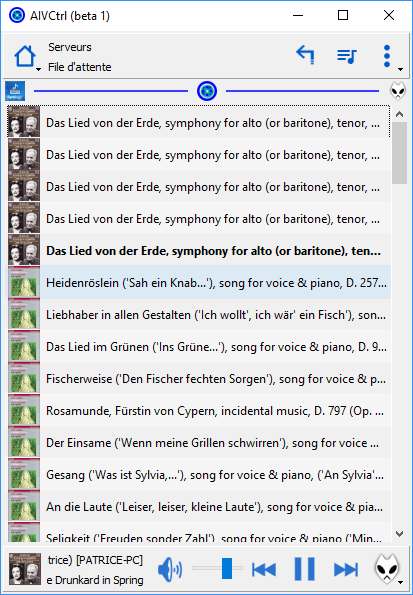 AIVCtrl (beta 1)
Serveurs
File d'attente
Das Lied von der Erde, symphony for alto (or baritone), tenor, ...
Das Lied von der Erde, symphony for alto (or baritone), tenor, ...
Das Lied von der Erde, symphony for alto (or baritone), tenor, ...
Das Lied von der Erde, symphony for alto (or baritone), tenor, ...
Das Lied von der Erde, symphony for alto (or baritone), ten...
Heidenröslein ('Sah ein Knab...'), song for voice & piano, D. 257...
Liebhaber in allen Gestalten ('Ich wollt', ich wär' ein Fisch'), son...
Das Lied im Grünen ('Ins Grüne...'), song for voice & piano, D. 9...
Fischerweise ('Den Fischer fechten Sorgen'), song for voice & p...
Rosamunde, Fürstin von Cypern, incidental music, D. 797 (Op. ...
Der Einsame ('Wenn meine Grillen schwirren'), song for voice ...
Gesang ('Was ist Sylvia,...'), song for voice & piano, ('An Sylvia'...
An die Laute ('Leiser, leiser, kleine Laute'), song for voice & pian...
Seligkeit ('Freuden sonder Zahl'), song for voice & piano ('Min...
trice) [PATRICE-PC]
e Drunkard in Spring